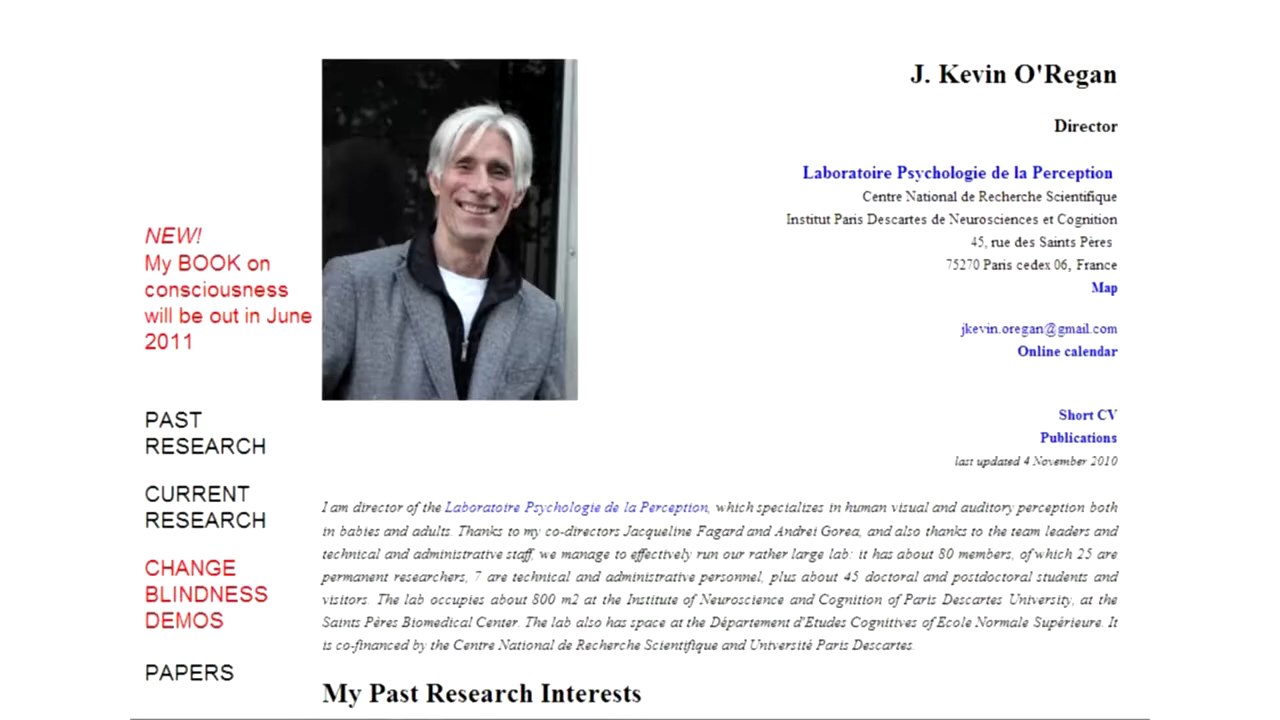 J. Kevin O'Regan
Director
Laboratoire Psychologie de la Perception
Centre National de Recherche Scientifique
Institut Paris Descartes de Neurosciences et Cognition
45, rue des Saints Pères
75270 Paris cedex 06, France
Map
jkevin.oregan@gmail.com
Online calendar
Short CV
Publications
last updated 4 November 2010
NEW!
My BOOK on
consciousness
will be out in June
2011
PAST
RESEARCH
CURRENT
RESEARCH
CHANGE
BLINDNESS
DEMOS
PAPERS
I am director of the Laboratoire Psychologie de la Perception, which specializes in human visual and auditory perception both
in babies and adults. Thanks to my co-directors Jacqueline Fagard and Andrei Gorea, and also thanks to the team leaders and
technical and administrative staff, we manage to effectively run our rather large lab: it has about 80 members, of which 25 are
permanent researchers, 7 are technical and administrative personnel, plus about 45 doctoral and postdoctoral students and
visitors. The lab occupies about 800 m2 at the Institute of Neuroscience and Cognition of Paris Descartes University, at the
Saints Pères Biomedical Center. The lab also has space at the Département d'Etudes Cognitives of Ecole Normale Supérieure. It
is co-financed by the Centre National de Recherche Scientifique and Université Paris Descartes.
My Past Research Interests